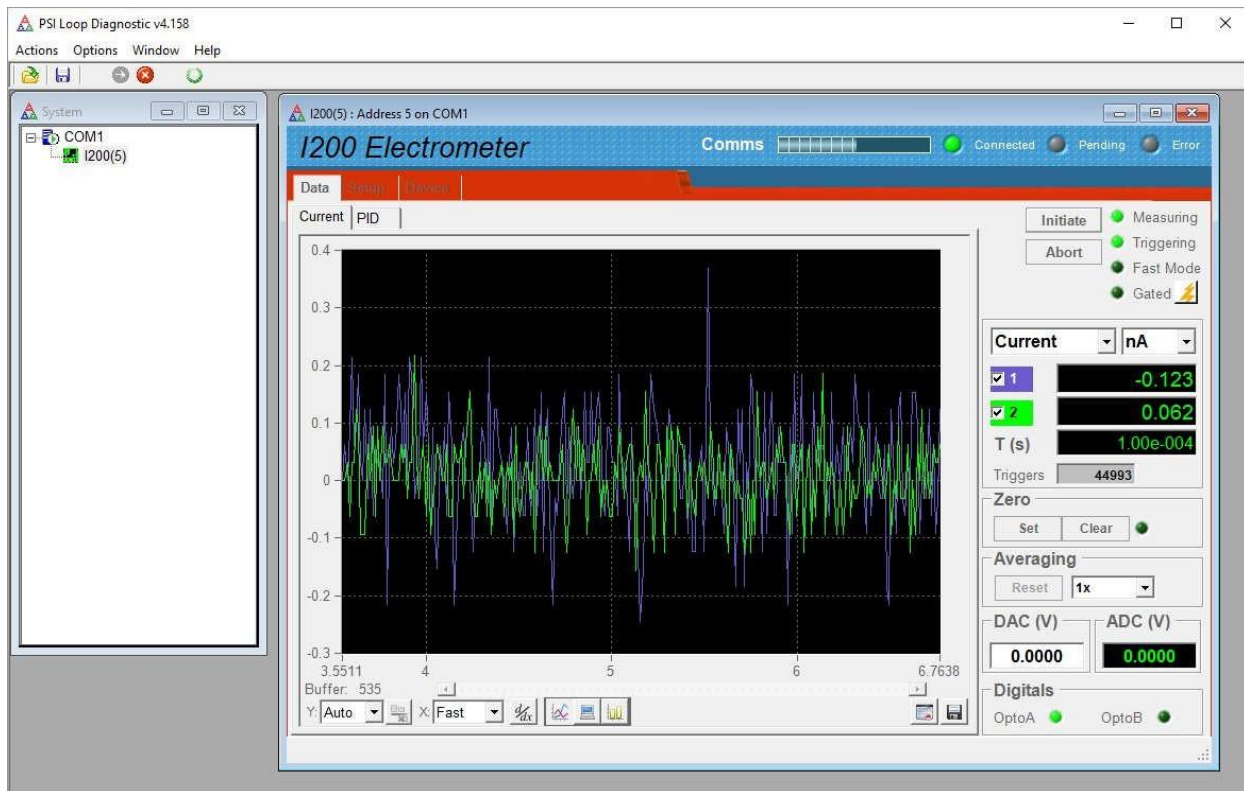 PSI Loop Diagnostic v4.158
Actions Options Window Help
System
COM1
I200(5)
I200(5) : Address 5 on COM1
I200 Electrometer
Comms
Connected
Pending
Error
Data Setup Device
Current PID
Initiate
Abort
Measuring
Triggering
Fast Mode
Gated
0.4
0.3
0.2
0.1
0
-0.1
-0.2
-0.3
3.5511 4 5 6 6.7638
Buffer: 535
Y: Auto X: Fast d/dx
Current nA
1 -0.123
2 0.062
T (s) 1.00e-004
Triggers 44993
Zero
Set Clear
Averaging
Reset 1x
DAC (V) ADC (V)
0.0000 0.0000
Digitals
OptoA OptoB